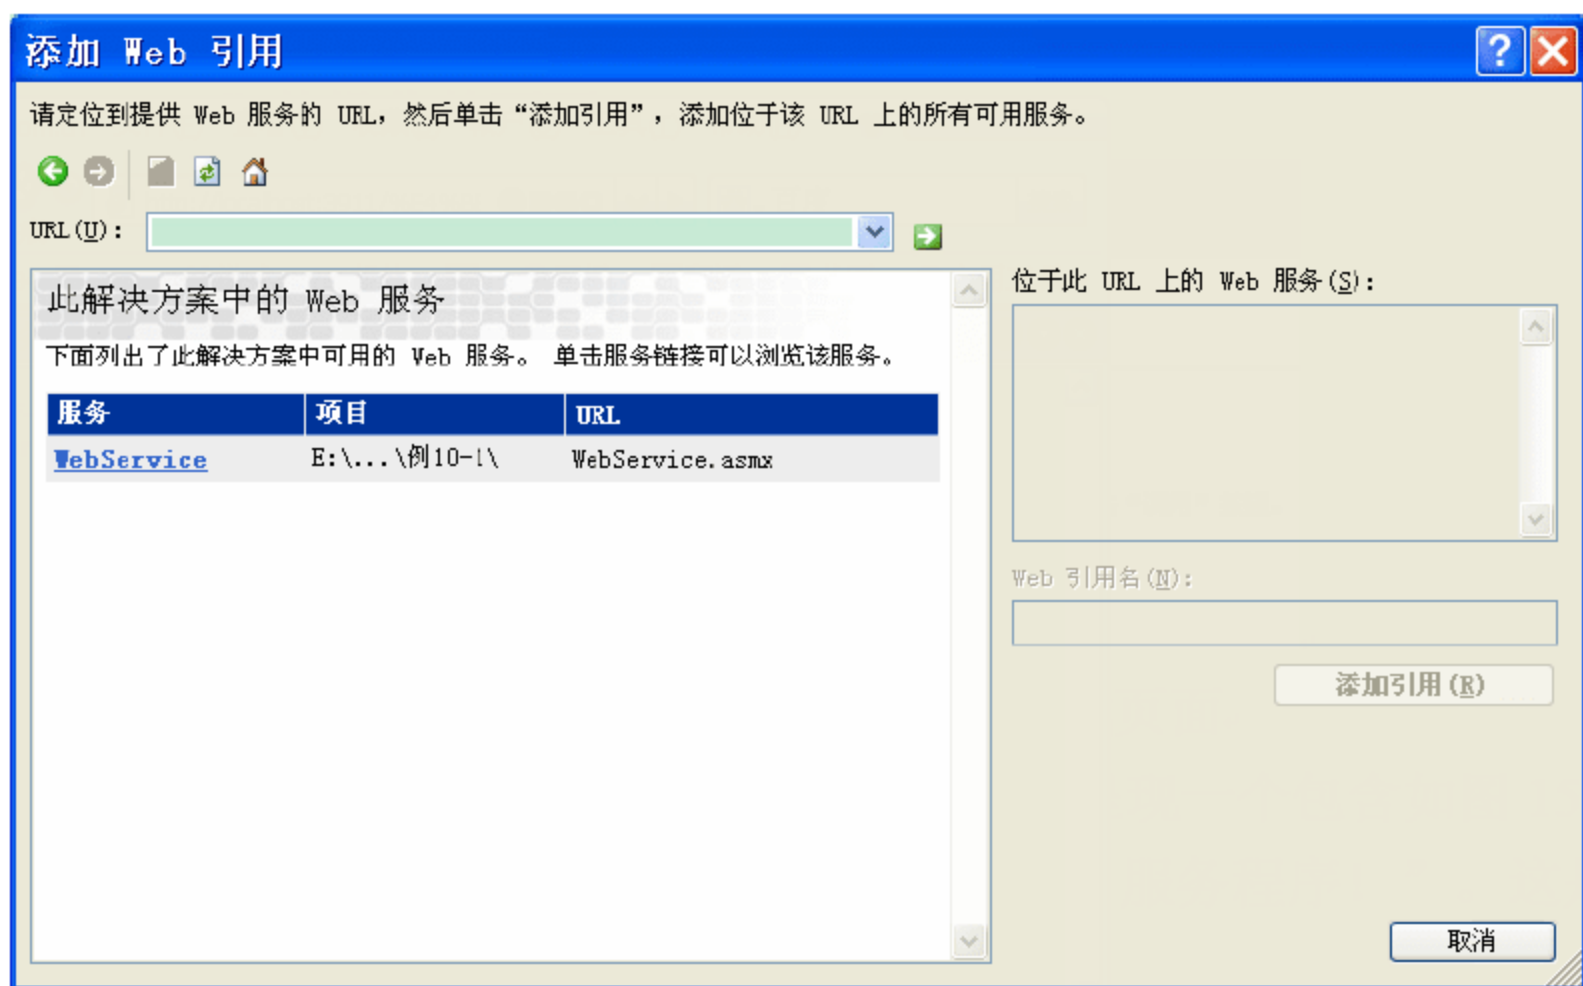 添加 Web 引用
请定位到提供 Web 服务的 URL，然后单击“添加引用”，添加位于该 URL 上的所有可用服务。
URL(U):
此解决方案中的 Web 服务
下面列出了此解决方案中可用的 Web 服务。 单击服务链接可以浏览该服务。
服务 项目 URL
WebService E:\...\例10-1\ WebService.asmx
位于此 URL 上的 Web 服务(S):
Web 引用名(N):
添加引用(R)
取消